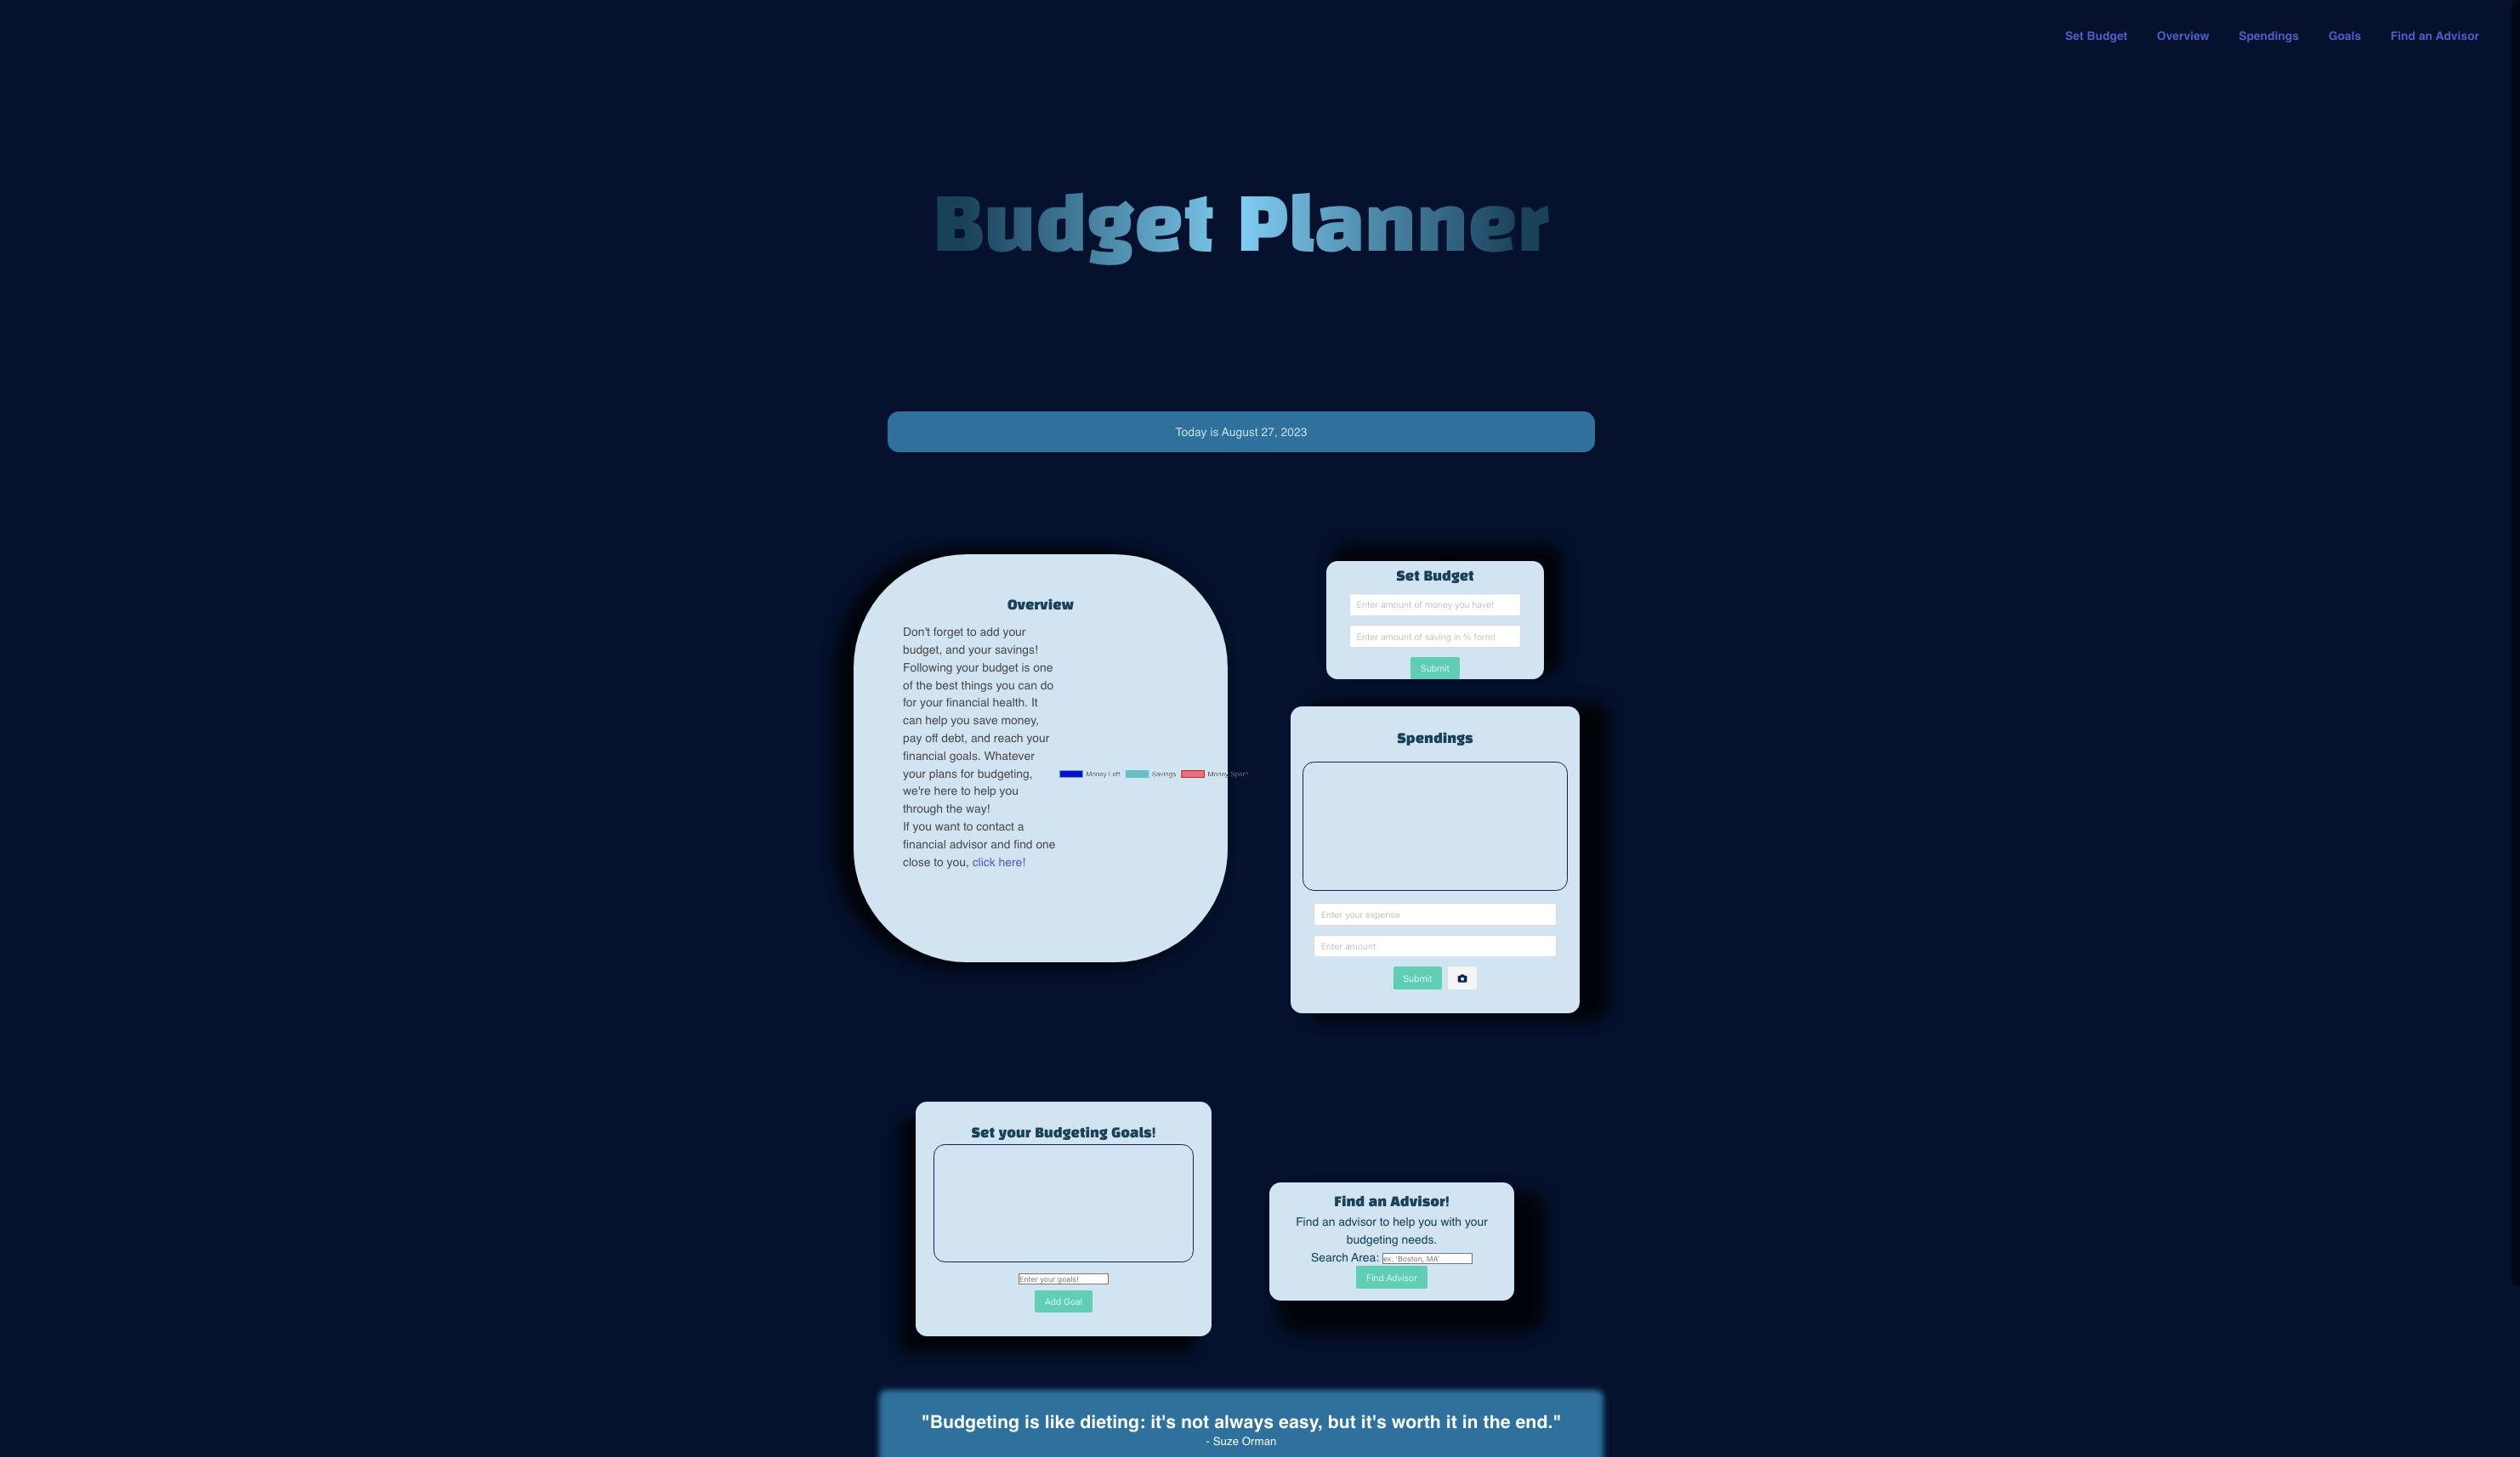 Set Budget Overview Spendings Goals Find an Advisor
Budget Planner
Today is August 27, 2023
Overview
Don't forget to add your
budget, and your savings!
Following your budget is one
of the best things you can do
for your financial health. It
can help you save money,
pay off debt, and reach your
financial goals. Whatever
your plans for budgeting,
we're here to help you
through the way!
If you want to contact a
financial advisor and find one
close to you, click here!
Money Left Savings Money Spent
Set Budget
Enter amount of money you have!
Enter amount of saving in % form!
Submit
Spendings
Enter your expense
Enter amount
Submit
Set your Budgeting Goals!
Enter your goals!
Add Goal
Find an Advisor!
Find an advisor to help you with your
budgeting needs.
Search Area: ex. 'Boston, MA'
Find Advisor
"Budgeting is like dieting: it's not always easy, but it's worth it in the end."
- Suze Orman